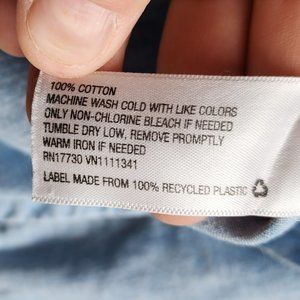 100% COTTON
MACHINE WASH COLD WITH LIKE COLORS
ONLY NON-CHLORINE BLEACH IF NEEDED
TUMBLE DRY LOW, REMOVE PROMPTLY
WARM IRON IF NEEDED
RN17730 VN1111341
LABEL MADE FROM 100% RECYCLED PLASTIC